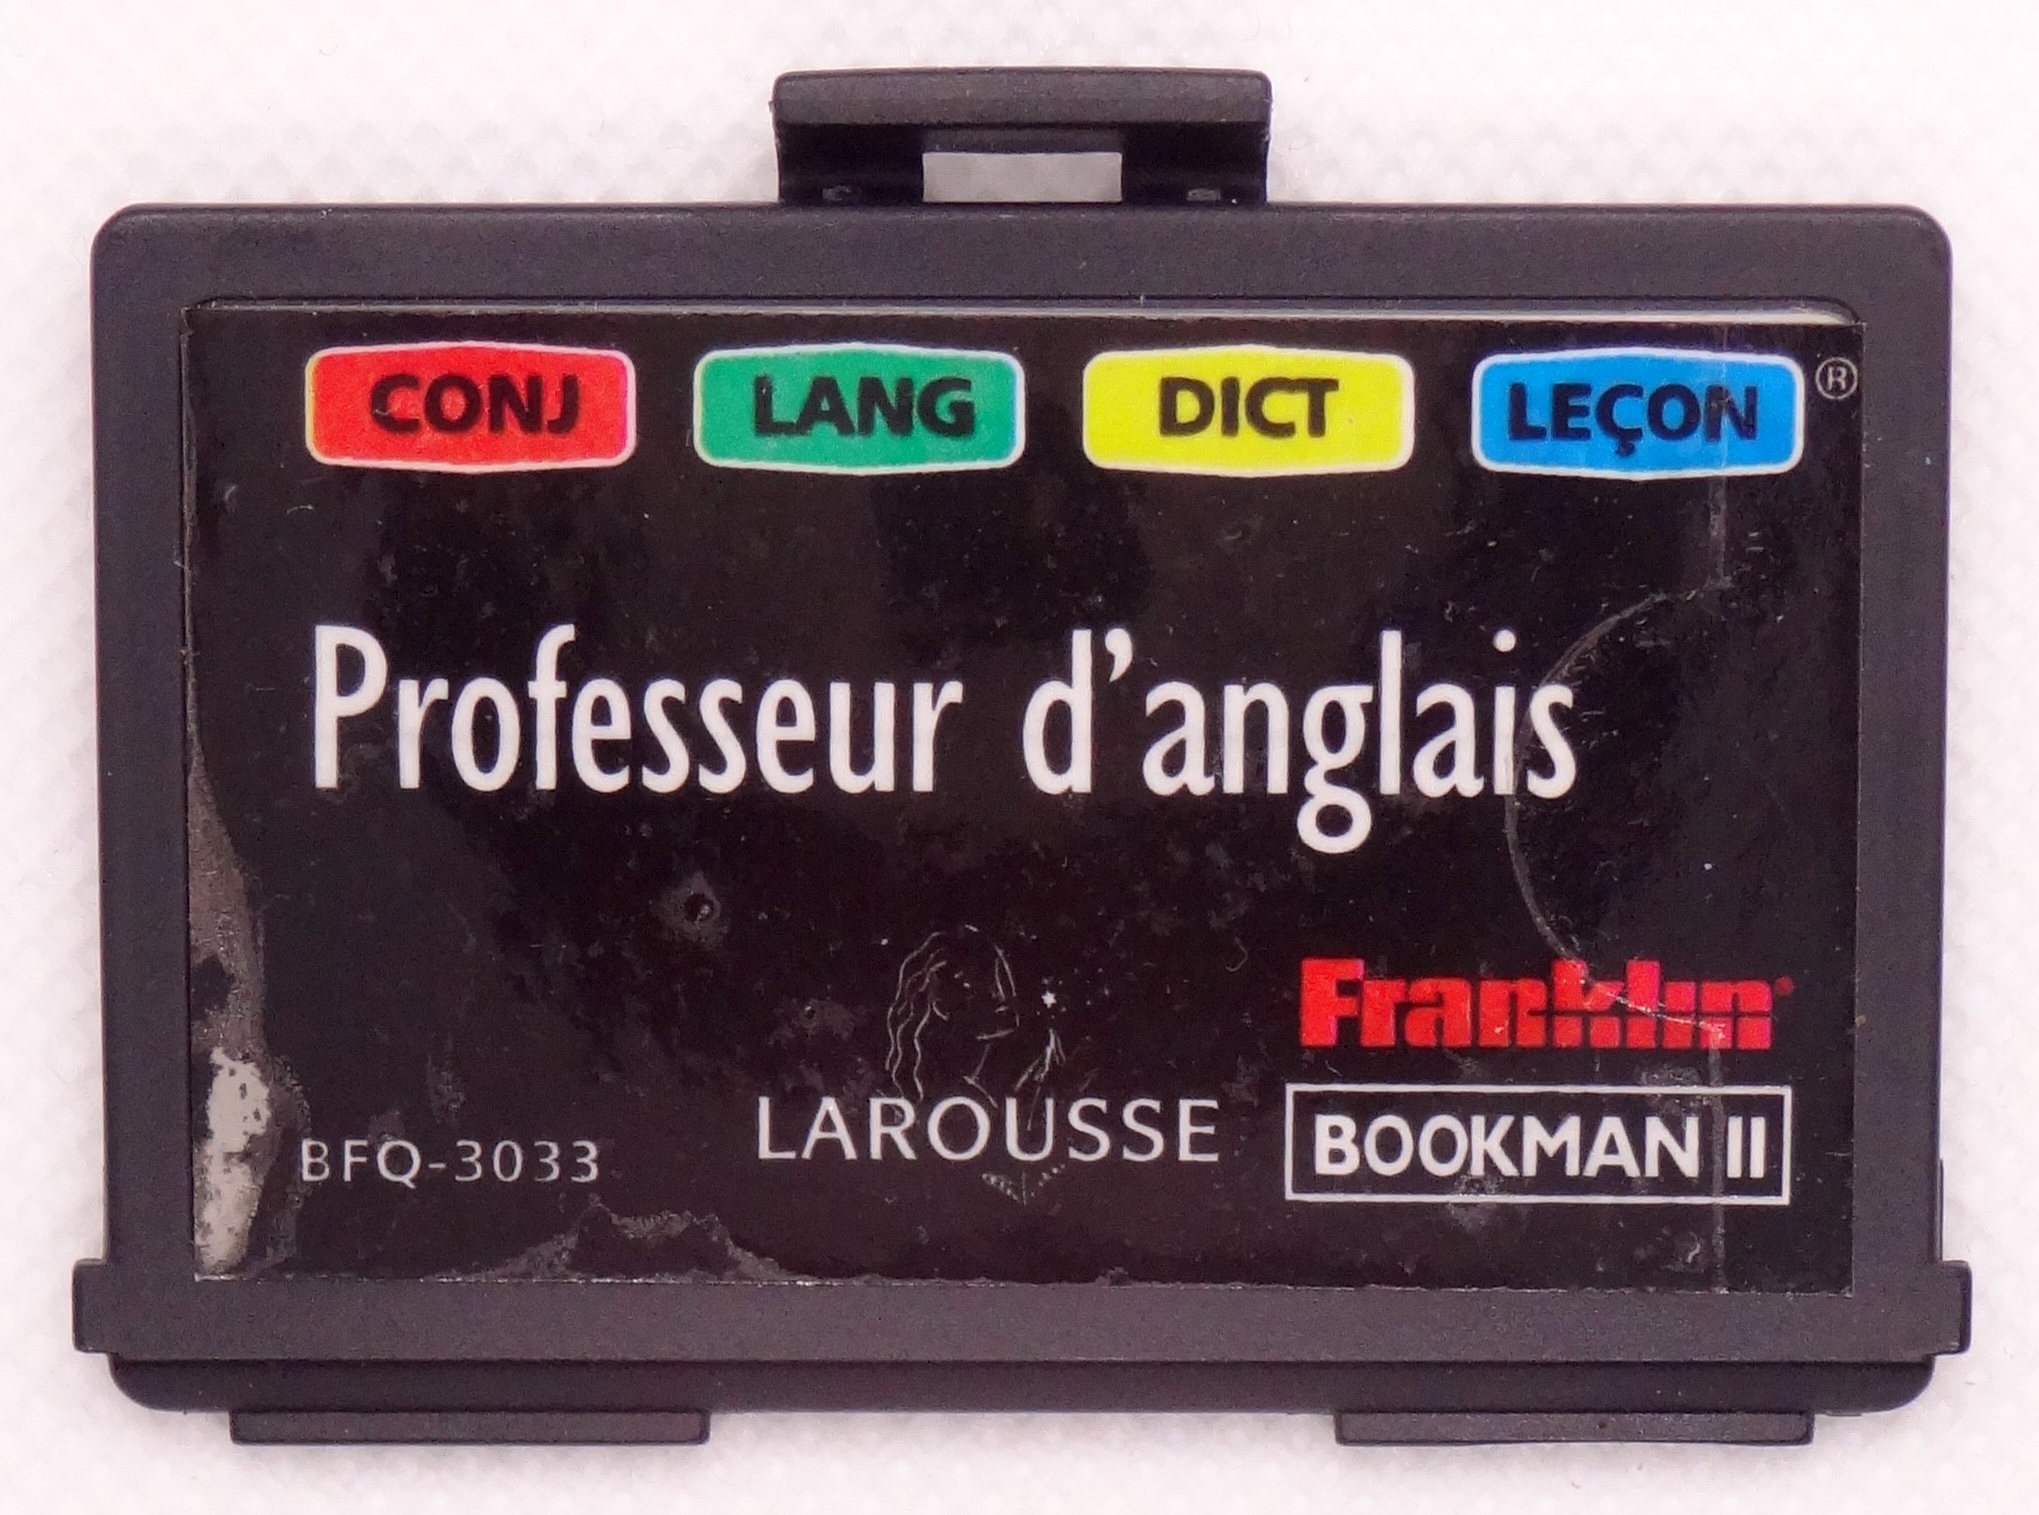 CONJ LANG DICT LEÇON ®
Professeur d'anglais
Franklin
BFQ-3033 LAROUSSE BOOKMAN II